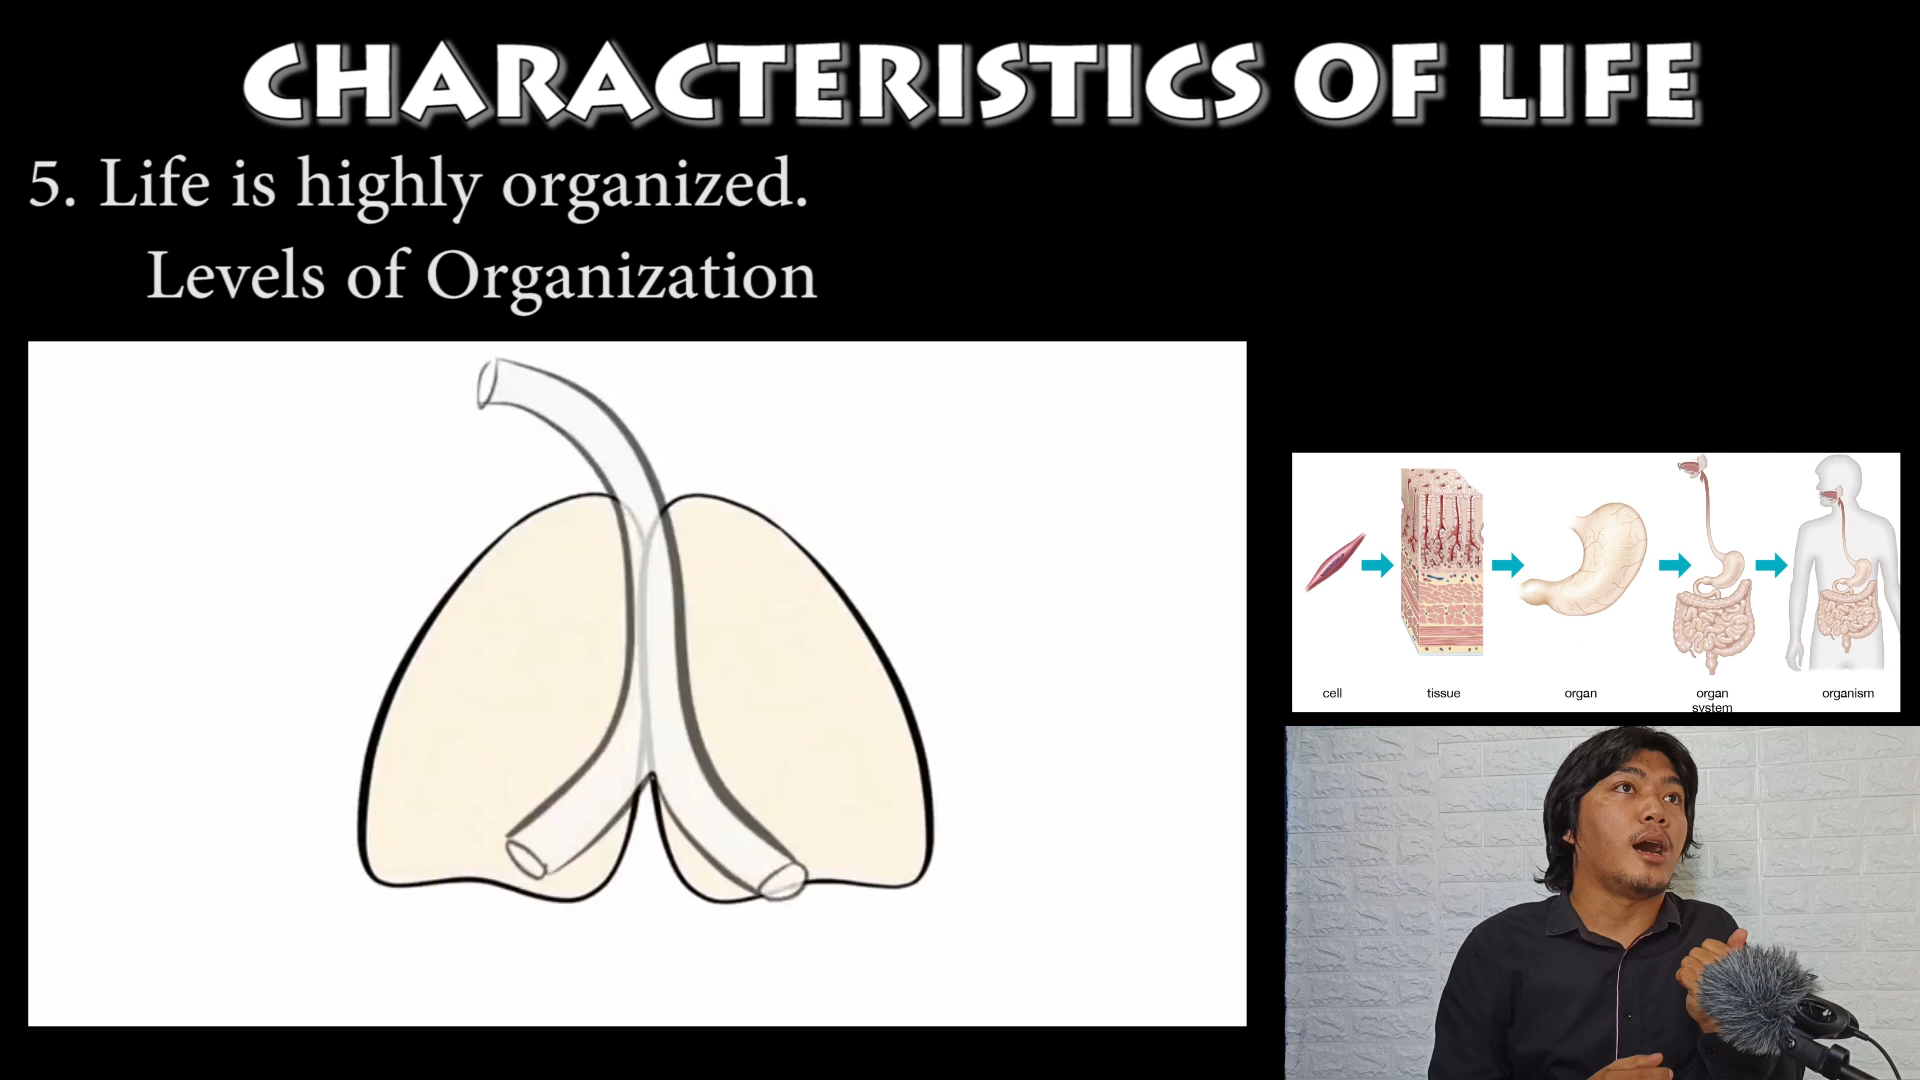 CHARACTERISTICS OF LIFE
5. Life is highly organized.
Levels of Organization
cell
tissue
organ
organ
system
organism